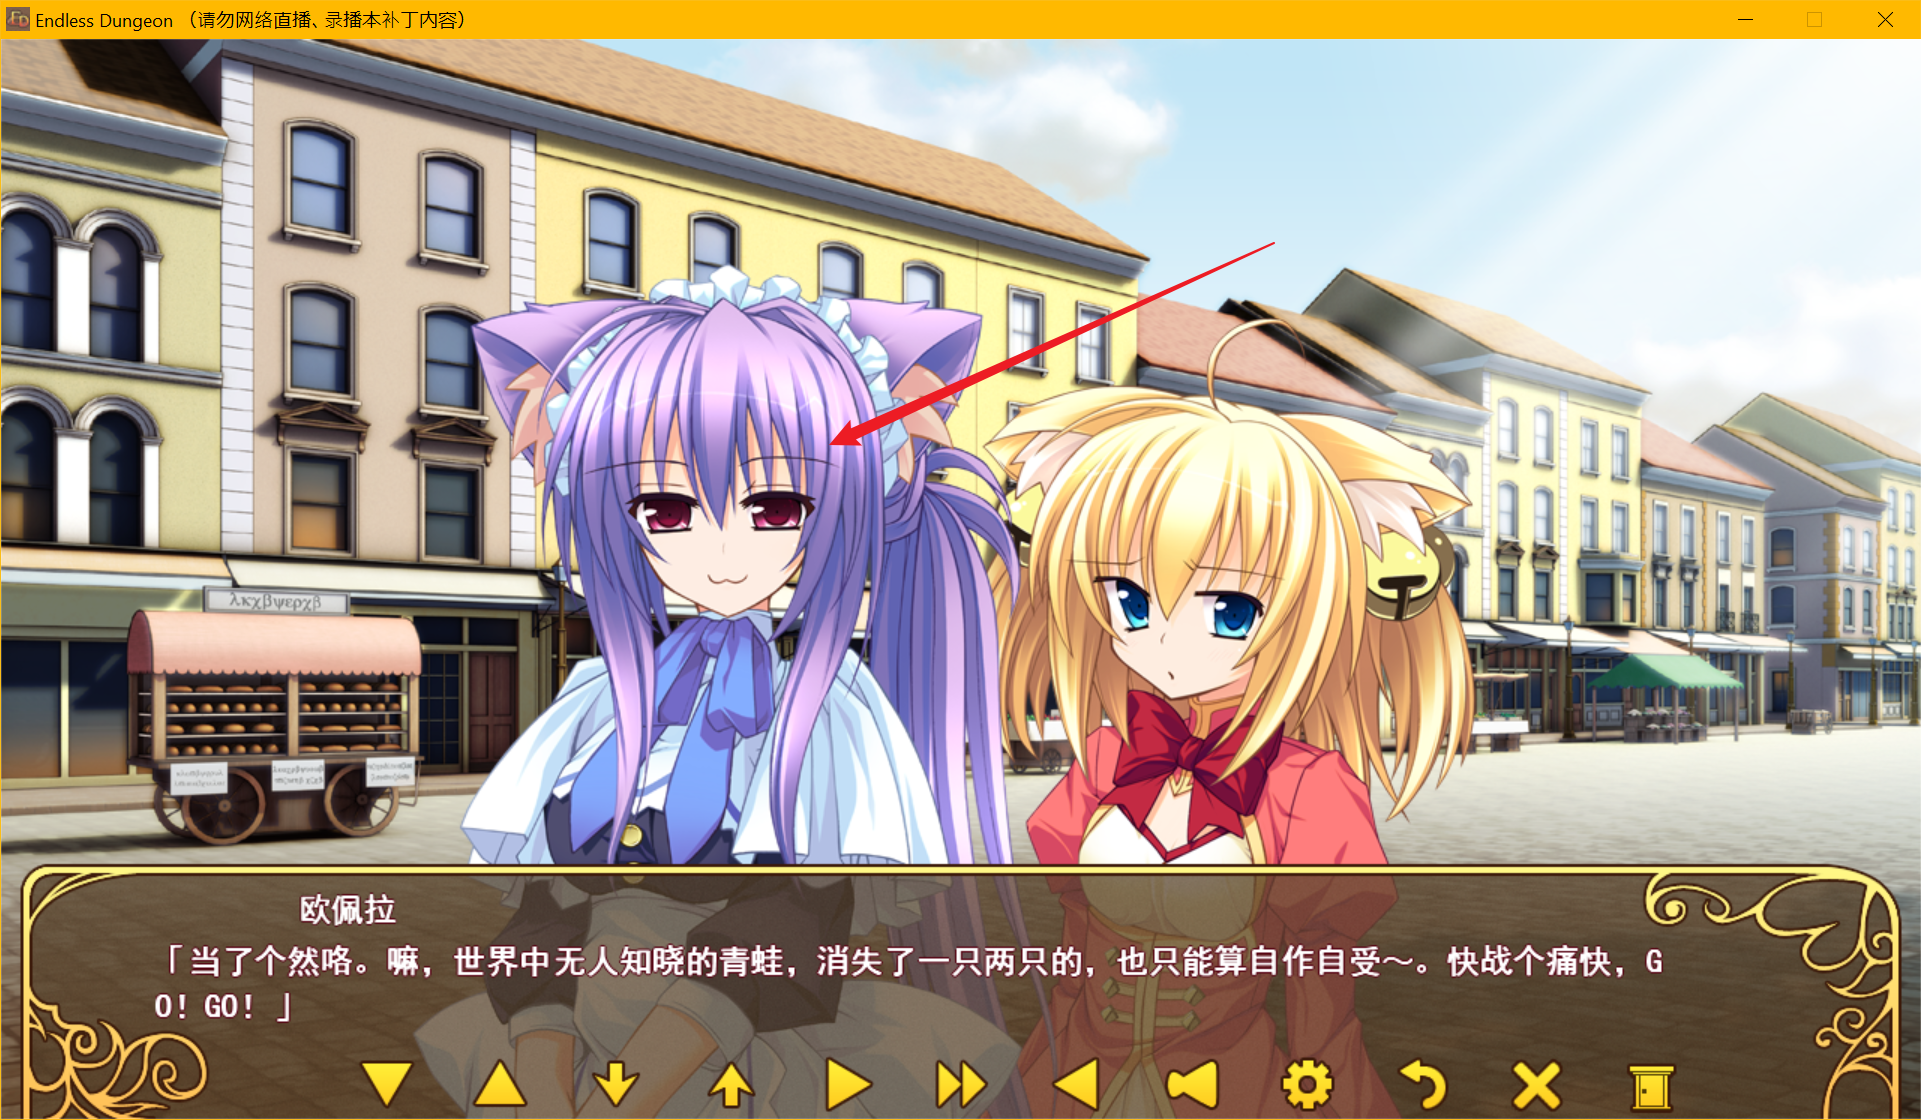 Endless Dungeon （请勿网络直播、录播本补丁内容）
λκχβψερχβ
欧佩拉
「当了个然咯。嘛，世界中无人知晓的青蛙，消失了一只两只的，也只能算自作自受～。快战个痛快，G
O！GO！」